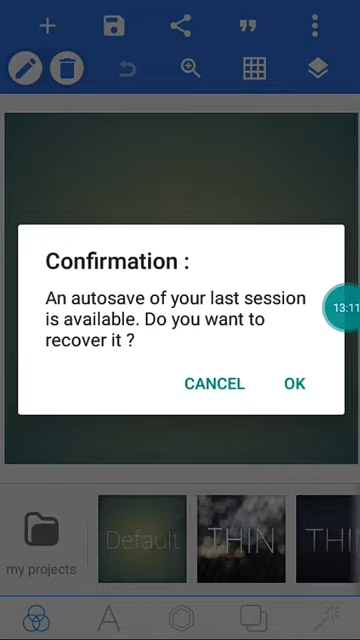 Confirmation :
An autosave of your last session
is available. Do you want to
recover it ?
13:11
CANCEL OK
my projects
Default
THIN
THI
A